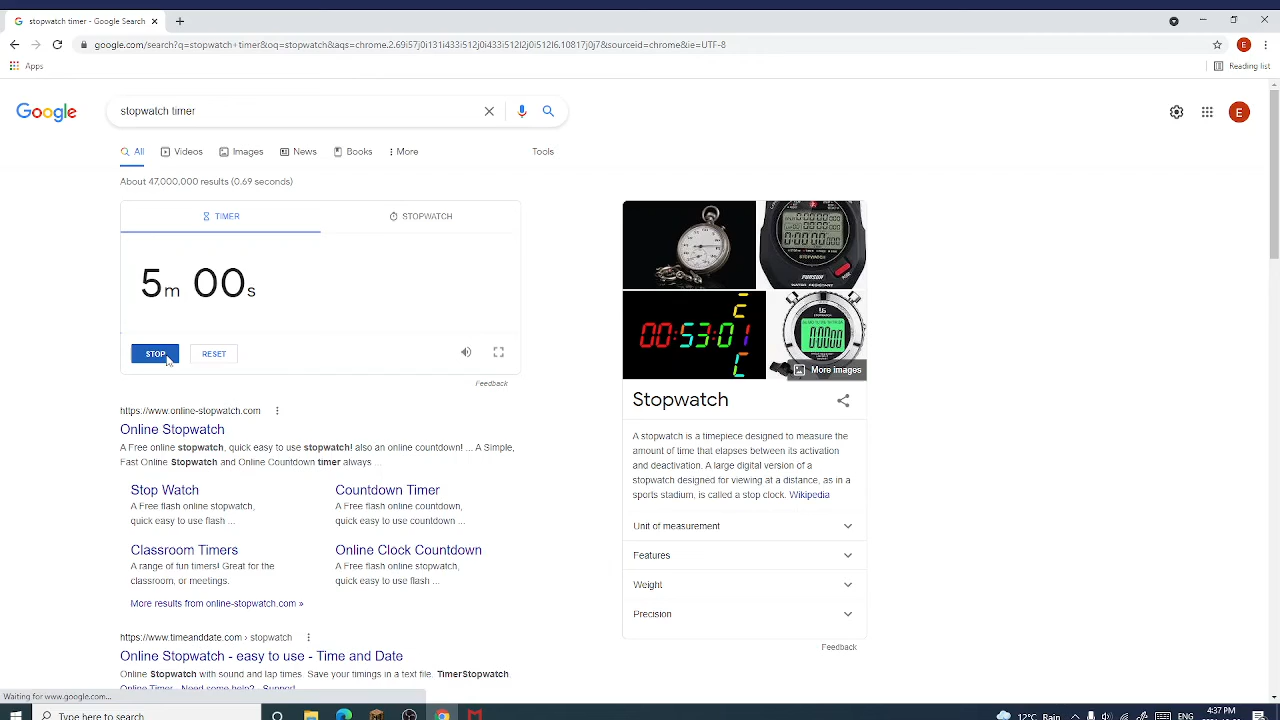 stopwatch timer - Google Search
google.com/search?q=stopwatch+timer&oq=stopwatch&aqs=chrome.2.69i57j0i131i433i512j0i433i512l2j0i512l6.10817j0j7&sourceid=chrome&ie=UTF-8
E
Apps
Reading list
Google
stopwatch timer
E
All
Videos
Images
News
Books
More
Tools
About 47,000,000 results (0.69 seconds)
TIMER
STOPWATCH
5m 00s
STOP
RESET
Feedback
https://www.online-stopwatch.com
Online Stopwatch
A Free online stopwatch, quick easy to use stopwatch! also an online countdown! ... A Simple,
Fast Online Stopwatch and Online Countdown timer always ...
Stop Watch
A Free flash online stopwatch,
quick easy to use flash ...
Countdown Timer
A Free flash online stopwatch,
quick easy to use countdown ...
Classroom Timers
A range of fun timers! Great for the
classroom, or meetings.
Online Clock Countdown
A Free flash online stopwatch,
quick easy to use flash ...
More results from online-stopwatch.com »
https://www.timeanddate.com › stopwatch
Online Stopwatch - easy to use - Time and Date
Online Stopwatch with sound and lap times. Save your timings in a text file. TimerStopwatch
Online Timer - Need some help? - Support
00:53:01
More images
Stopwatch
A stopwatch is a timepiece designed to measure the
amount of time that elapses between its activation
and deactivation. A large digital version of a
stopwatch designed for viewing at a distance, as in a
sports stadium, is called a stop clock. Wikipedia
Unit of measurement
Features
Weight
Precision
Feedback
Waiting for www.google.com...
Type here to search
12°C Rain
ENG
4:37 PM